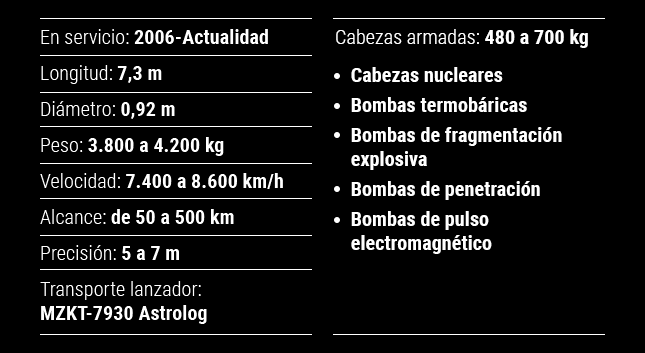 En servicio: 2006-Actualidad
Longitud: 7,3 m
Diámetro: 0,92 m
Peso: 3.800 a 4.200 kg
Velocidad: 7.400 a 8.600 km/h
Alcance: de 50 a 500 km
Precisión: 5 a 7 m
Transporte lanzador:
MZKT-7930 Astrolog
Cabezas armadas: 480 a 700 kg
• Cabezas nucleares
• Bombas termobáricas
• Bombas de fragmentación
explosiva
• Bombas de penetración
• Bombas de pulso
electromagnético